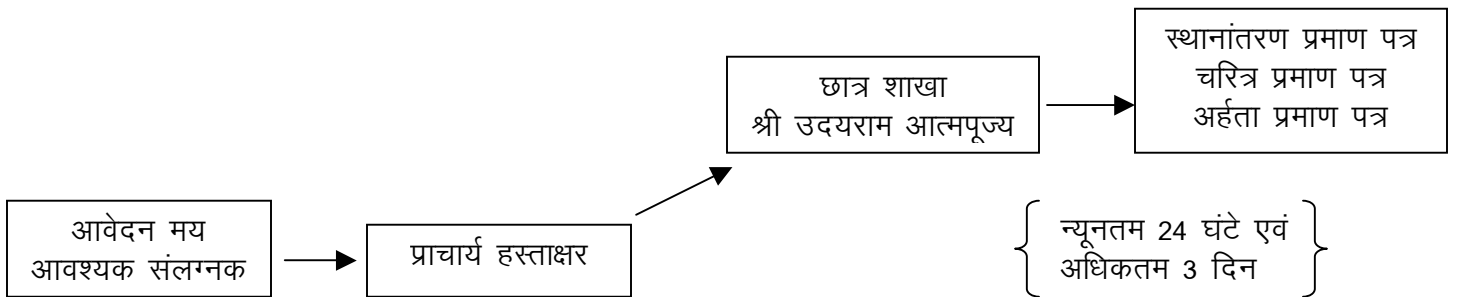 आवेदन मय
आवश्यक संलग्नक
प्राचार्य हस्ताक्षर
छात्र शाखा
श्री उदयराम आत्मपूज्य
स्थानांतरण प्रमाण पत्र
चरित्र प्रमाण पत्र
अर्हता प्रमाण पत्र
न्यूनतम 24 घंटे एवं
अधिकतम 3 दिन